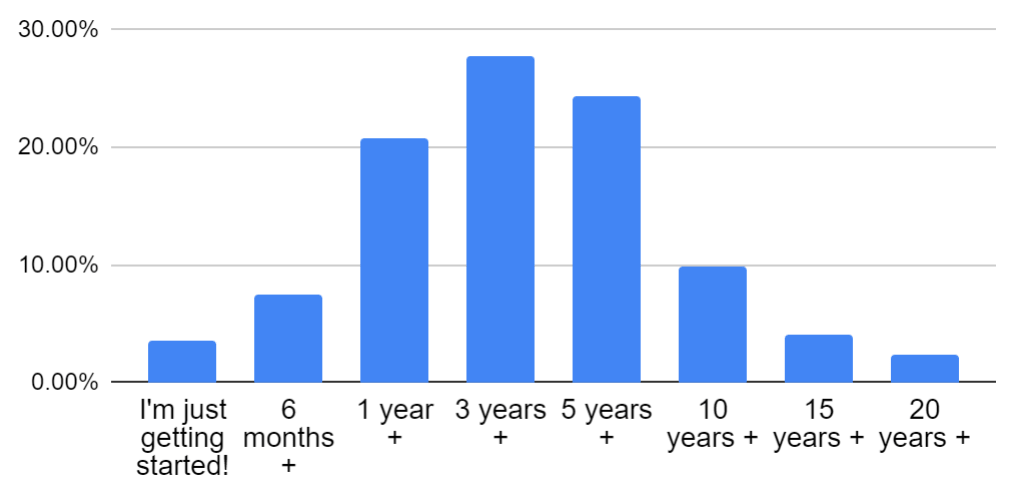 30.00%
20.00%
10.00%
0.00%
I'm just
getting
started!
6
months
+
1 year
+
3 years
+
5 years
+
10
years +
15
years +
20
years +